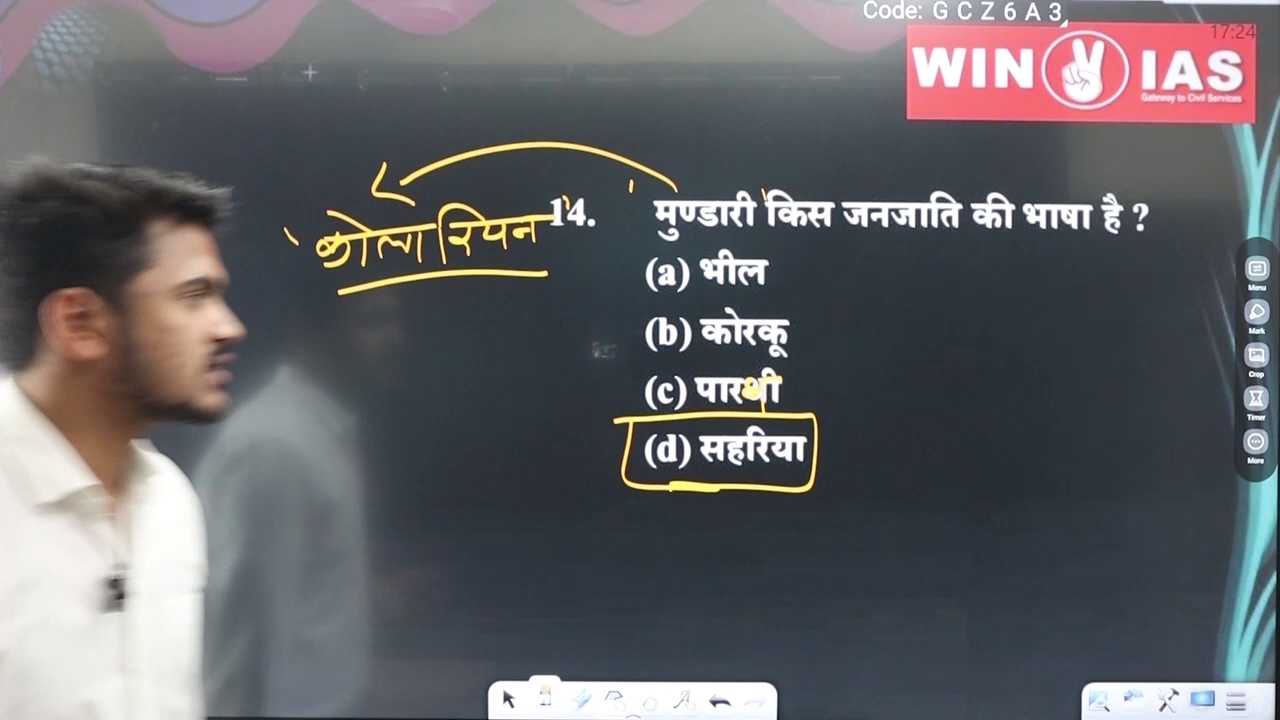 Code: G C Z 6 A 3
17:24
WIN IAS
Gateway to Civil Services
कोलारियन
14. मुण्डारी किस जनजाति की भाषा है ?
(a) भील
(b) कोरकू
(c) पारधी
(d) सहरिया
Menu
Mark
Crop
Timer
More